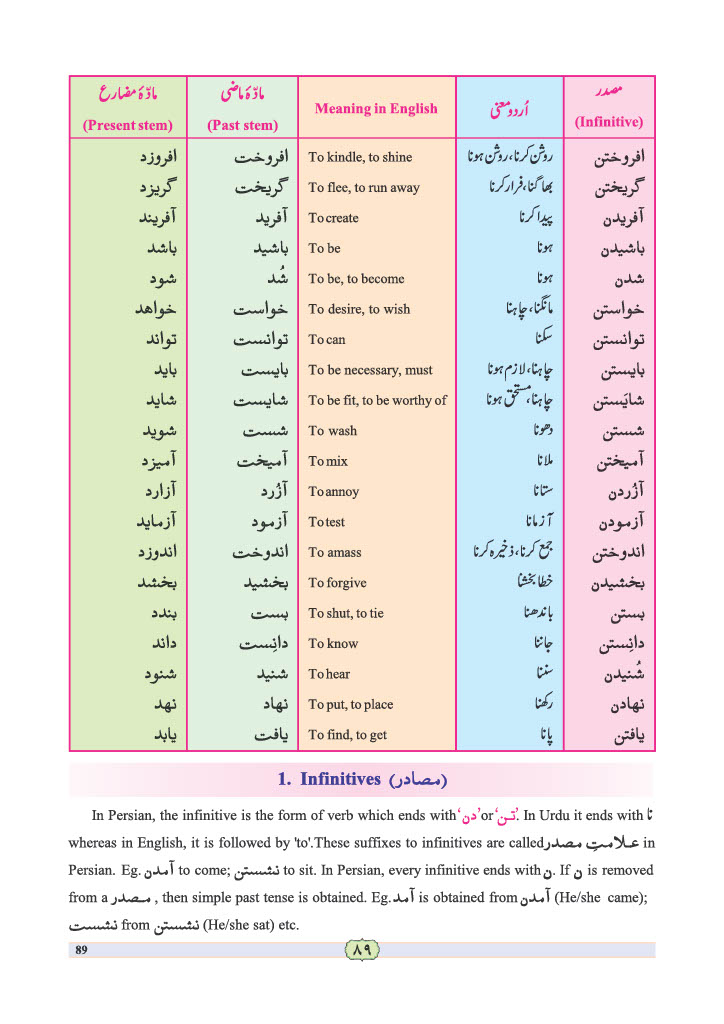 مصدر اُردو معنی Meaning in English مادّۂ ماضی مادّۂ مضارع
(Infinitive) (Past stem) (Present stem)
افروختن روشن کرنا، روشن ہونا To kindle, to shine افروخت افروزد
گریختن بھاگنا، فرار کرنا To flee, to run away گریخت گریزد
آفریدن پیدا کرنا To create آفرید آفریند
باشیدن ہونا To be باشید باشد
شدن ہونا To be, to become شُد شود
خواستن مانگنا، چاہنا To desire, to wish خواست خواهد
توانستن سکنا To can توانست تواند
بایستن چاہنا، لازم ہونا To be necessary, must بایست باید
شایَستن چاہنا، مستحق ہونا To be fit, to be worthy of شایست شاید
شستن دھونا To wash شست شوید
آمیختن ملانا To mix آمیخت آمیزد
آزُردن ستانا To annoy آزُرد آزارد
آزمودن آزمانا To test آزمود آزماید
اندوختن جمع کرنا، ذخیرہ کرنا To amass اندوخت اندوزد
بخشیدن خطا بخشنا To forgive بخشید بخشد
بستن باندھنا To shut, to tie بست بندد
دانِستن جاننا To know دانِست داند
شُنیدن سننا To hear شنید شنود
نهادن رکھنا To put, to place نهاد نهد
یافتن پانا To find, to get یافت یابد
1. Infinitives (مصادر)
In Persian, the infinitive is the form of verb which ends with 'دن' or 'تن'. In Urdu it ends with نا
whereas in English, it is followed by 'to'.These suffixes to infinitives are called علامتِ مصدر in
Persian. Eg. آمدن to come; نشستن to sit. In Persian, every infinitive ends with ن. If ن is removed
from a مصدر , then simple past tense is obtained. Eg. آمد is obtained from آمدن (He/she came);
نشست from نشستن (He/she sat) etc.
89 ۸۹